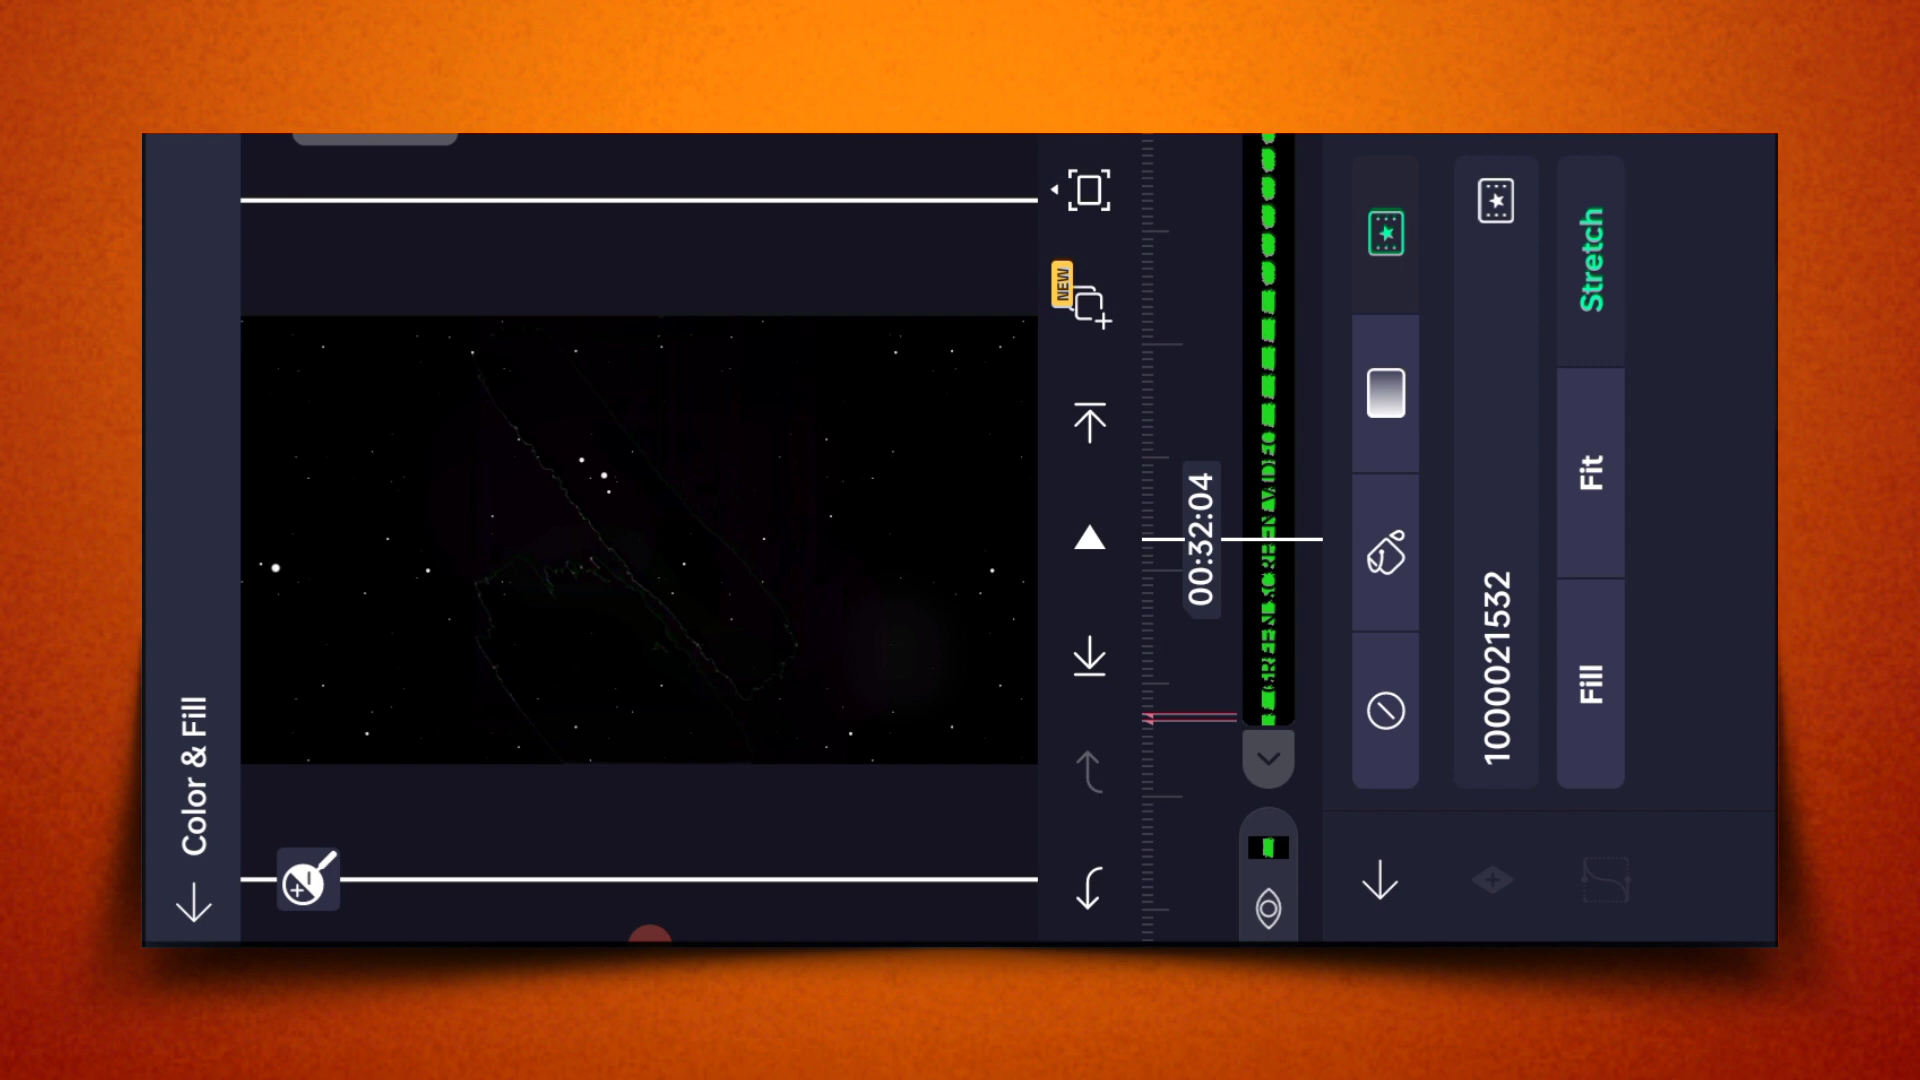 Color & Fill
NEW
00:32:04
GREEN SCREEN VIDEO
1000021532
Fill
Fit
Stretch